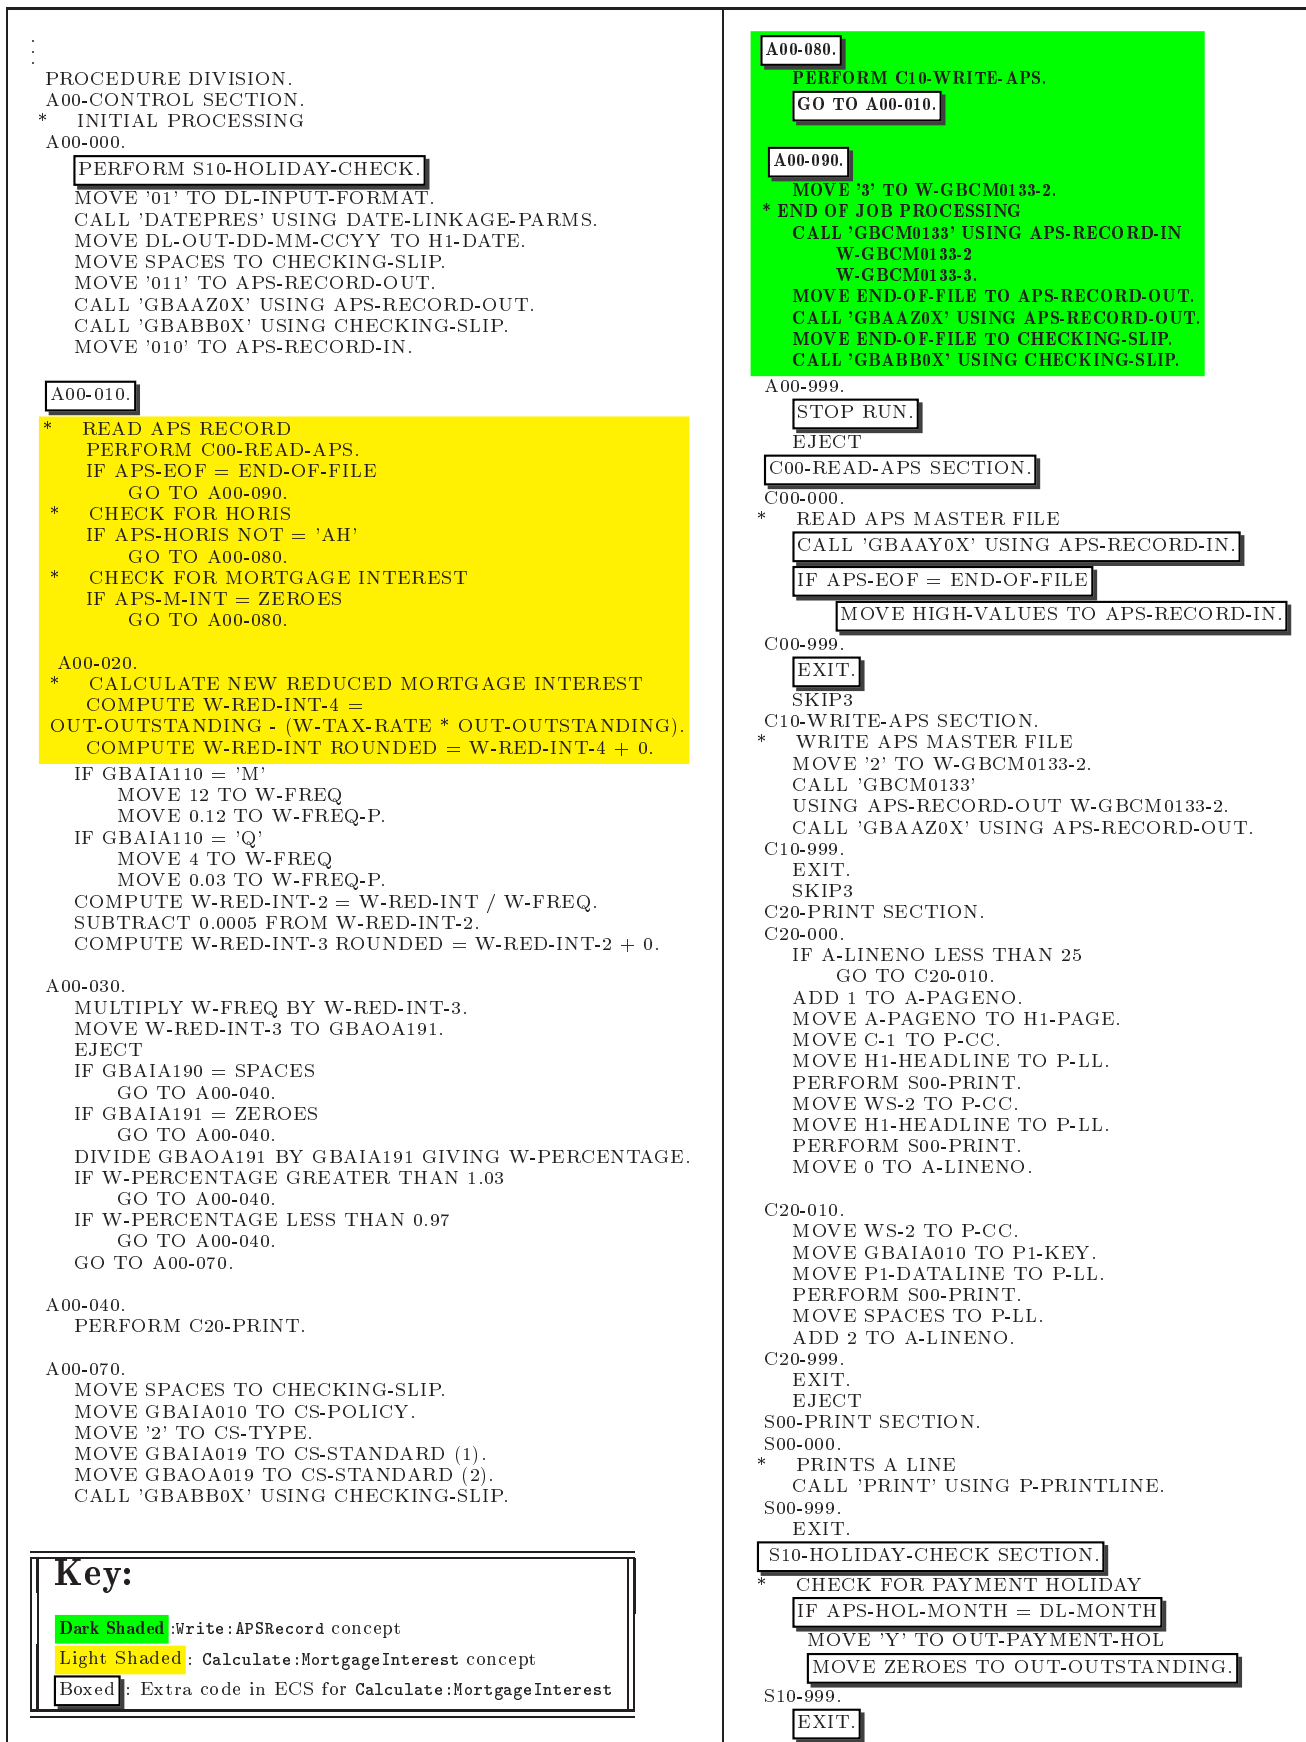 .
.
.
PROCEDURE DIVISION.
A00-CONTROL SECTION.
* INITIAL PROCESSING
A00-000.
PERFORM S10-HOLIDAY-CHECK.
MOVE '01' TO DL-INPUT-FORMAT.
CALL 'DATEPRES' USING DATE-LINKAGE-PARMS.
MOVE DL-OUT-DD-MM-CCYY TO H1-DATE.
MOVE SPACES TO CHECKING-SLIP.
MOVE '011' TO APS-RECORD-OUT.
CALL 'GBAAZ0X' USING APS-RECORD-OUT.
CALL 'GBABB0X' USING CHECKING-SLIP.
MOVE '010' TO APS-RECORD-IN.
A00-010.
* READ APS RECORD
PERFORM C00-READ-APS.
IF APS-EOF = END-OF-FILE
GO TO A00-090.
* CHECK FOR HORIS
IF APS-HORIS NOT = 'AH'
GO TO A00-080.
* CHECK FOR MORTGAGE INTEREST
IF APS-M-INT = ZEROES
GO TO A00-080.
A00-020.
* CALCULATE NEW REDUCED MORTGAGE INTEREST
COMPUTE W-RED-INT-4 =
OUT-OUTSTANDING - (W-TAX-RATE * OUT-OUTSTANDING).
COMPUTE W-RED-INT ROUNDED = W-RED-INT-4 + 0.
IF GBAIA110 = 'M'
MOVE 12 TO W-FREQ
MOVE 0.12 TO W-FREQ-P.
IF GBAIA110 = 'Q'
MOVE 4 TO W-FREQ
MOVE 0.03 TO W-FREQ-P.
COMPUTE W-RED-INT-2 = W-RED-INT / W-FREQ.
SUBTRACT 0.0005 FROM W-RED-INT-2.
COMPUTE W-RED-INT-3 ROUNDED = W-RED-INT-2 + 0.
A00-030.
MULTIPLY W-FREQ BY W-RED-INT-3.
MOVE W-RED-INT-3 TO GBAOA191.
EJECT
IF GBAIA190 = SPACES
GO TO A00-040.
IF GBAIA191 = ZEROES
GO TO A00-040.
DIVIDE GBAOA191 BY GBAIA191 GIVING W-PERCENTAGE.
IF W-PERCENTAGE GREATER THAN 1.03
GO TO A00-040.
IF W-PERCENTAGE LESS THAN 0.97
GO TO A00-040.
GO TO A00-070.
A00-040.
PERFORM C20-PRINT.
A00-070.
MOVE SPACES TO CHECKING-SLIP.
MOVE GBAIA010 TO CS-POLICY.
MOVE '2' TO CS-TYPE.
MOVE GBAIA019 TO CS-STANDARD (1).
MOVE GBAOA019 TO CS-STANDARD (2).
CALL 'GBABB0X' USING CHECKING-SLIP.
Key:
Dark Shaded :Write:APSRecord concept
Light Shaded : Calculate:MortgageInterest concept
Boxed : Extra code in ECS for Calculate:MortgageInterest
A00-080.
PERFORM C10-WRITE-APS.
GO TO A00-010.
A00-090.
MOVE '3' TO W-GBCM0133-2.
* END OF JOB PROCESSING
CALL 'GBCM0133' USING APS-RECORD-IN
W-GBCM0133-2
W-GBCM0133-3.
MOVE END-OF-FILE TO APS-RECORD-OUT.
CALL 'GBAAZ0X' USING APS-RECORD-OUT.
MOVE END-OF-FILE TO CHECKING-SLIP.
CALL 'GBABB0X' USING CHECKING-SLIP.
A00-999.
STOP RUN.
EJECT
C00-READ-APS SECTION.
C00-000.
* READ APS MASTER FILE
CALL 'GBAAY0X' USING APS-RECORD-IN.
IF APS-EOF = END-OF-FILE
MOVE HIGH-VALUES TO APS-RECORD-IN.
C00-999.
EXIT.
SKIP3
C10-WRITE-APS SECTION.
* WRITE APS MASTER FILE
MOVE '2' TO W-GBCM0133-2.
CALL 'GBCM0133'
USING APS-RECORD-OUT W-GBCM0133-2.
CALL 'GBAAZ0X' USING APS-RECORD-OUT.
C10-999.
EXIT.
SKIP3
C20-PRINT SECTION.
C20-000.
IF A-LINENO LESS THAN 25
GO TO C20-010.
ADD 1 TO A-PAGENO.
MOVE A-PAGENO TO H1-PAGE.
MOVE C-1 TO P-CC.
MOVE H1-HEADLINE TO P-LL.
PERFORM S00-PRINT.
MOVE WS-2 TO P-CC.
MOVE H1-HEADLINE TO P-LL.
PERFORM S00-PRINT.
MOVE 0 TO A-LINENO.
C20-010.
MOVE WS-2 TO P-CC.
MOVE GBAIA010 TO P1-KEY.
MOVE P1-DATALINE TO P-LL.
PERFORM S00-PRINT.
MOVE SPACES TO P-LL.
ADD 2 TO A-LINENO.
C20-999.
EXIT.
EJECT
S00-PRINT SECTION.
S00-000.
* PRINTS A LINE
CALL 'PRINT' USING P-PRINTLINE.
S00-999.
EXIT.
S10-HOLIDAY-CHECK SECTION.
* CHECK FOR PAYMENT HOLIDAY
IF APS-HOL-MONTH = DL-MONTH
MOVE 'Y' TO OUT-PAYMENT-HOL
MOVE ZEROES TO OUT-OUTSTANDING.
S10-999.
EXIT.